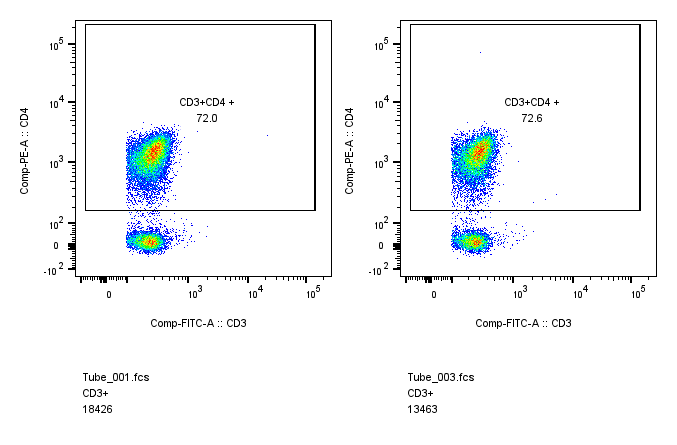 10^5
10^4
10^3
10^2
0
-10^2
Comp-PE-A :: CD4
CD3+CD4 +
72.0
0
10^3
10^4
10^5
Comp-FITC-A :: CD3
Tube_001.fcs
CD3+
18426
10^5
10^4
10^3
10^2
0
-10^2
Comp-PE-A :: CD4
CD3+CD4 +
72.6
0
10^3
10^4
10^5
Comp-FITC-A :: CD3
Tube_003.fcs
CD3+
13463